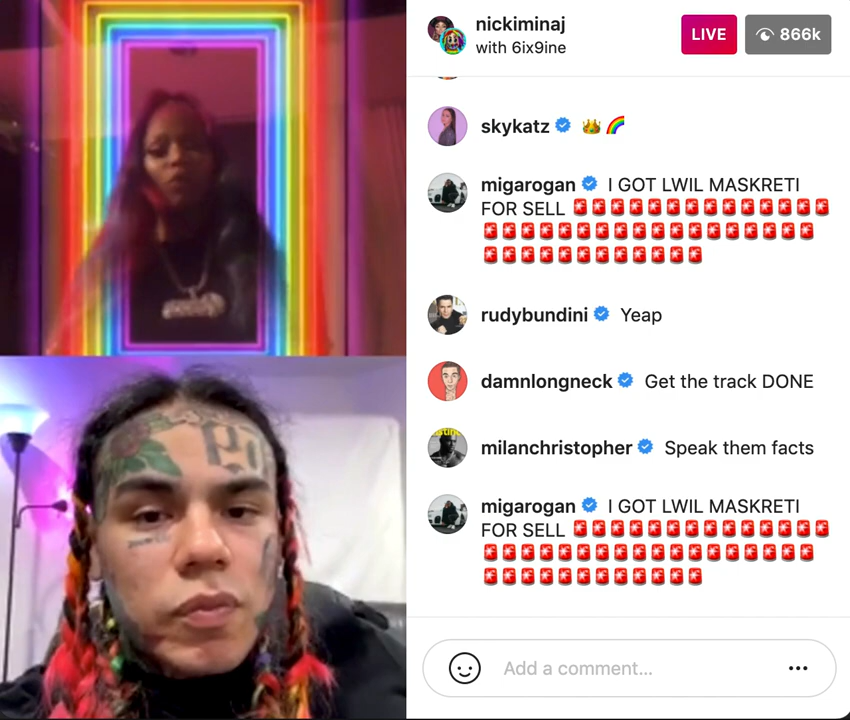 nickiminaj
with 6ix9ine
LIVE
866k
skykatz 👑🌈
migarogan I GOT LWIL MASKRETI
FOR SELL 🚨🚨🚨🚨🚨🚨🚨🚨🚨🚨🚨🚨🚨🚨
🚨🚨🚨🚨🚨🚨🚨🚨🚨🚨🚨🚨🚨🚨🚨🚨🚨🚨
🚨🚨🚨🚨🚨🚨🚨🚨🚨🚨🚨🚨
rudybundini Yeap
damnlongneck Get the track DONE
milanchristopher Speak them facts
migarogan I GOT LWIL MASKRETI
FOR SELL 🚨🚨🚨🚨🚨🚨🚨🚨🚨🚨🚨🚨🚨🚨
🚨🚨🚨🚨🚨🚨🚨🚨🚨🚨🚨🚨🚨🚨🚨🚨🚨🚨
🚨🚨🚨🚨🚨🚨🚨🚨🚨🚨🚨🚨
Add a comment...